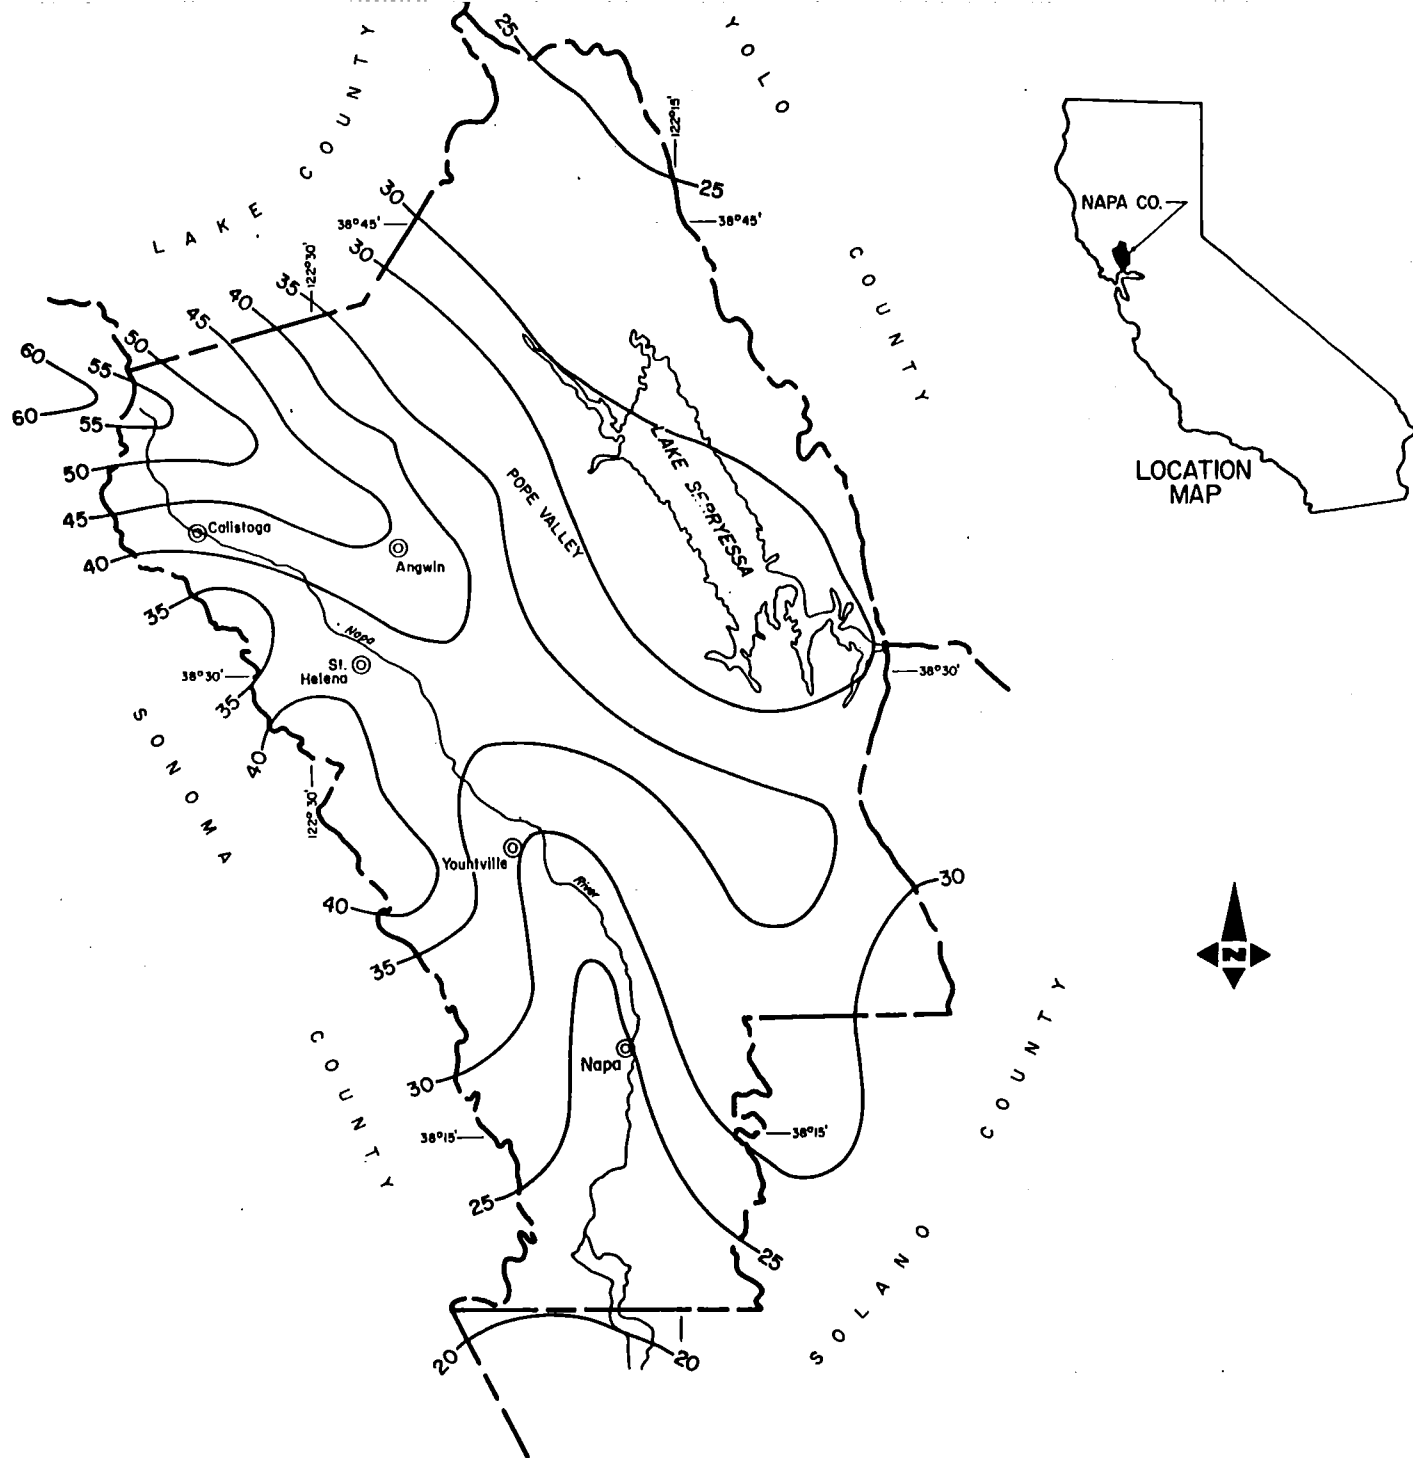 25
YOLO
122°15'
LAKE COUNTY
25
30
38°45'
38°45'
30
122°30'
35
40
45
50
60
55
60
55
50
45
40
35
COUNTY
NAPA CO.
LOCATION
MAP
POPE VALLEY
LAKE BERRYESSA
Calistoga
Angwin
Napa
St.
Helena
38°30'
38°30'
35
40
122°30'
SONOMA
Yountville
River
30
40
35
N
30
Napa
COUNTY
38°15'
38°15'
COUNTY
25
25
SOLANO
20
20